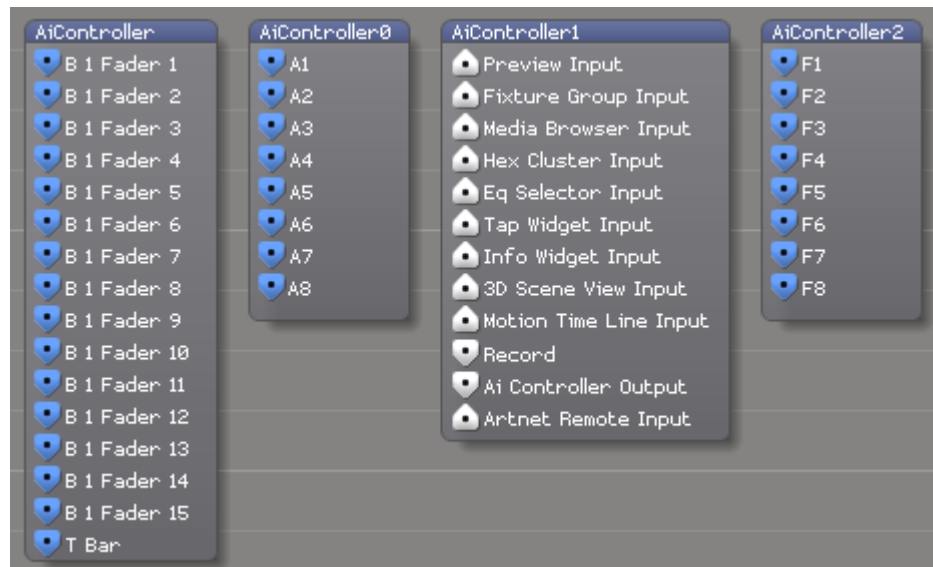 AiController
B 1 Fader 1
B 1 Fader 2
B 1 Fader 3
B 1 Fader 4
B 1 Fader 5
B 1 Fader 6
B 1 Fader 7
B 1 Fader 8
B 1 Fader 9
B 1 Fader 10
B 1 Fader 11
B 1 Fader 12
B 1 Fader 13
B 1 Fader 14
B 1 Fader 15
T Bar
AiController0
A1
A2
A3
A4
A5
A6
A7
A8
AiController1
Preview Input
Fixture Group Input
Media Browser Input
Hex Cluster Input
Eq Selector Input
Tap Widget Input
Info Widget Input
3D Scene View Input
Motion Time Line Input
Record
Ai Controller Output
Artnet Remote Input
AiController2
F1
F2
F3
F4
F5
F6
F7
F8